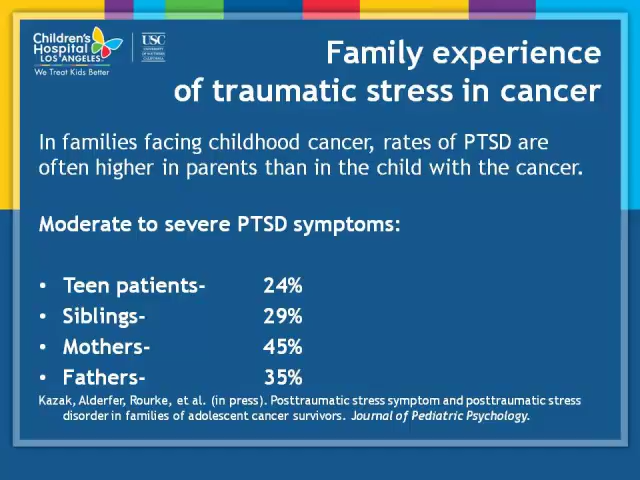 Children's
Hospital
LOS ANGELES
We Treat Kids Better
USC
Family experience
of traumatic stress in cancer
In families facing childhood cancer, rates of PTSD are
often higher in parents than in the child with the cancer.
Moderate to severe PTSD symptoms:
• Teen patients- 24%
• Siblings- 29%
• Mothers- 45%
• Fathers- 35%
Kazak, Alderfer, Rourke, et al. (in press). Posttraumatic stress symptom and posttraumatic stress
disorder in families of adolescent cancer survivors. Journal of Pediatric Psychology.